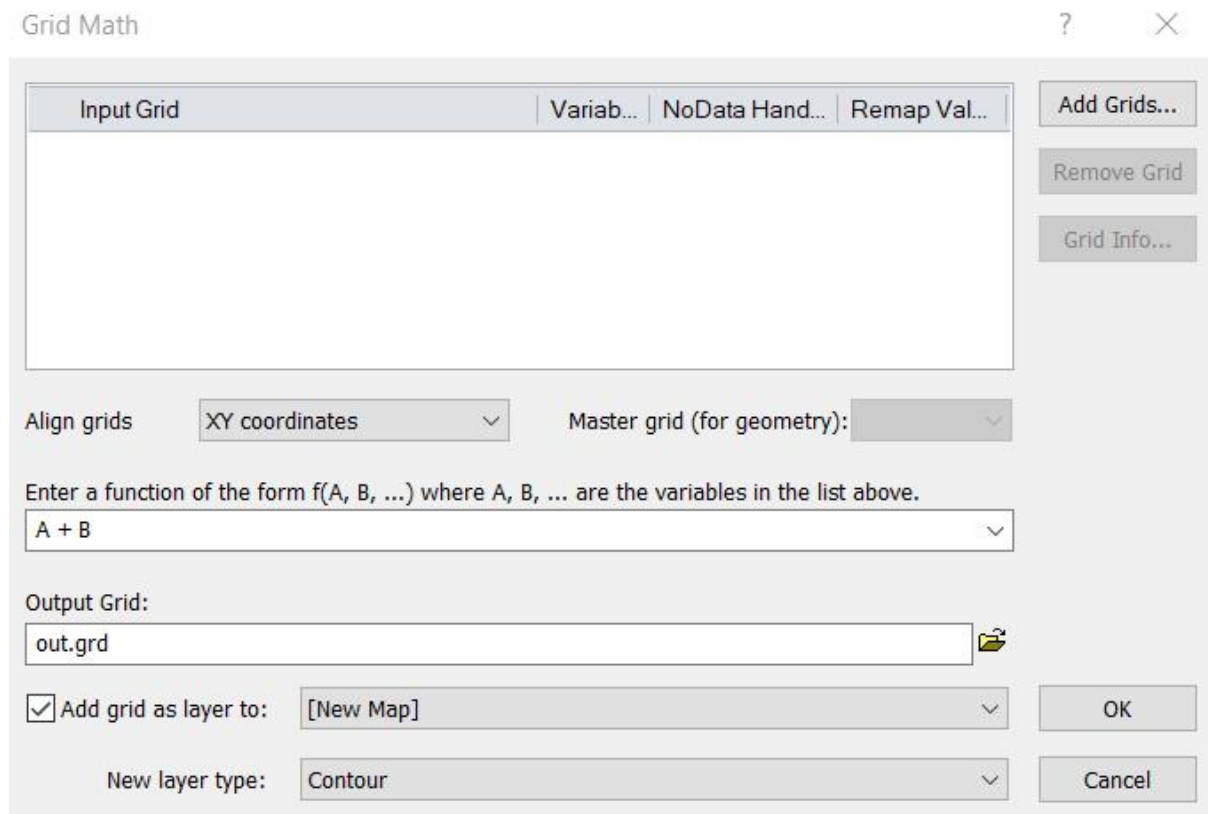 Grid Math ?
Input Grid Variab... NoData Hand... Remap Val...
Add Grids...
Remove Grid
Grid Info...
Align grids XY coordinates Master grid (for geometry):
Enter a function of the form f(A, B, ...) where A, B, ... are the variables in the list above.
A + B
Output Grid:
out.grd
Add grid as layer to: [New Map]
OK
New layer type: Contour
Cancel